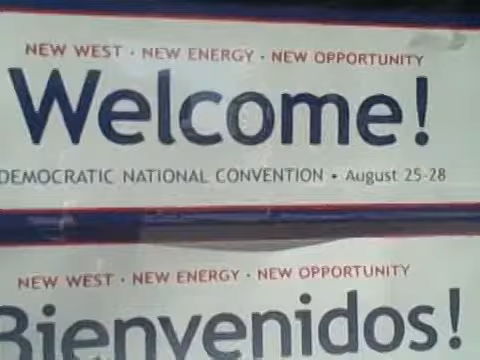 NEW WEST · NEW ENERGY · NEW OPPORTUNITY
Welcome!
DEMOCRATIC NATIONAL CONVENTION • August 25-28
NEW WEST · NEW ENERGY · NEW OPPORTUNITY
Bienvenidos!